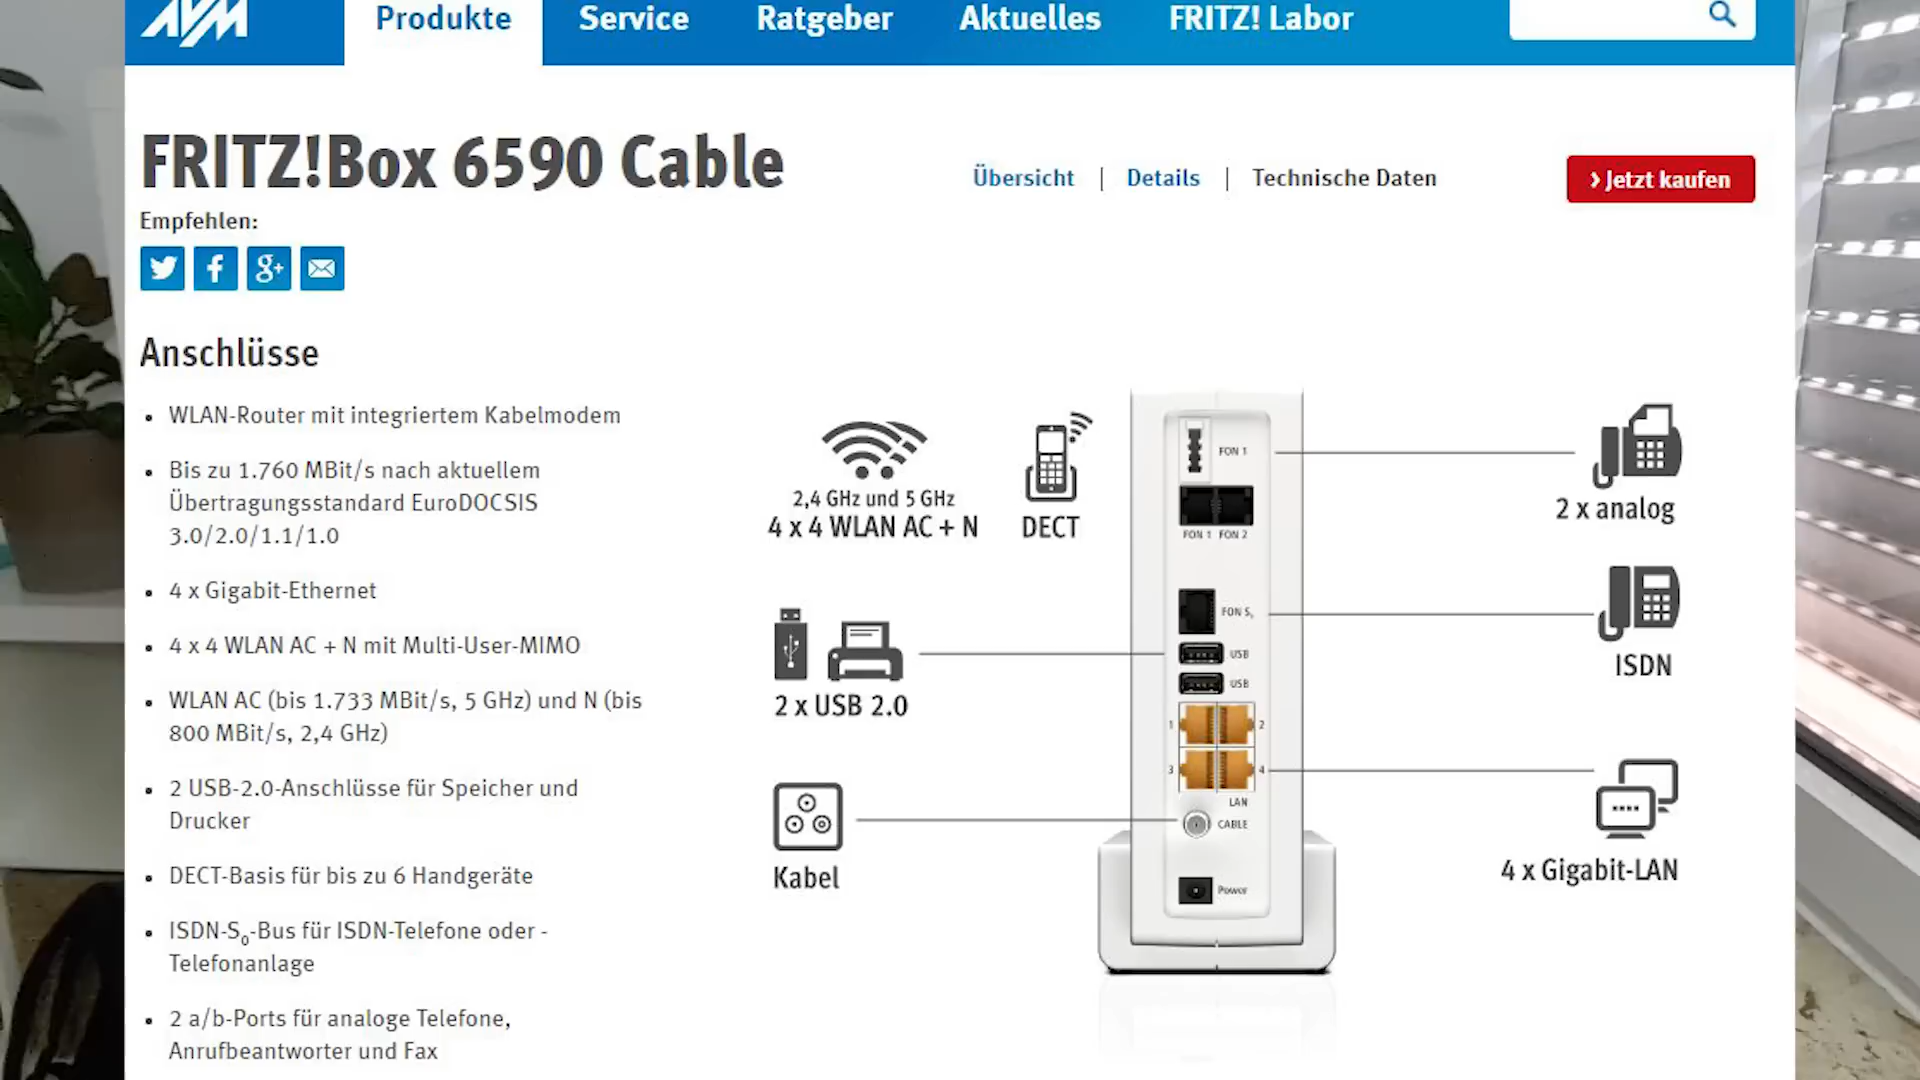 AVM
Produkte
Service
Ratgeber
Aktuelles
FRITZ! Labor
FRITZ!Box 6590 Cable
Übersicht | Details | Technische Daten
› Jetzt kaufen
Empfehlen:
Anschlüsse
• WLAN-Router mit integriertem Kabelmodem
• Bis zu 1.760 MBit/s nach aktuellem
Übertragungsstandard EuroDOCSIS
3.0/2.0/1.1/1.0
• 4 x Gigabit-Ethernet
• 4 x 4 WLAN AC + N mit Multi-User-MIMO
• WLAN AC (bis 1.733 MBit/s, 5 GHz) und N (bis
800 MBit/s, 2,4 GHz)
• 2 USB-2.0-Anschlüsse für Speicher und
Drucker
• DECT-Basis für bis zu 6 Handgeräte
• ISDN-S0-Bus für ISDN-Telefone oder -
Telefonanlage
• 2 a/b-Ports für analoge Telefone,
Anrufbeantworter und Fax
2,4 GHz und 5 GHz
4 x 4 WLAN AC + N
DECT
2 x USB 2.0
Kabel
FON 1
FON 1 FON 2
FON S0
USB
USB
1 2
3 4
LAN
CABLE
Power
2 x analog
ISDN
4 x Gigabit-LAN